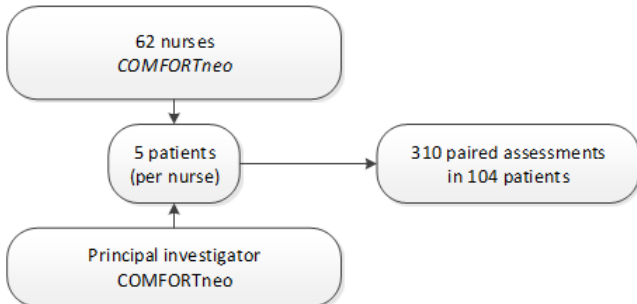 62 nurses
COMFORTneo
5 patients
(per nurse)
310 paired assessments
in 104 patients
Principal investigator
COMFORTneo